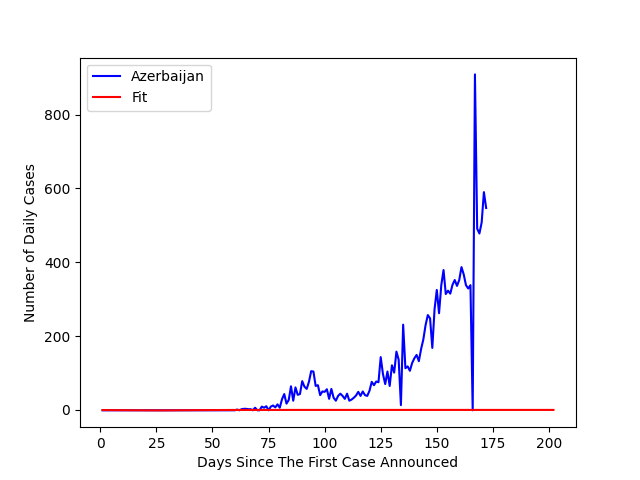 Azerbaijan
Fit
800
600
400
200
0
Number of Daily Cases
0 25 50 75 100 125 150 175 200
Days Since The First Case Announced